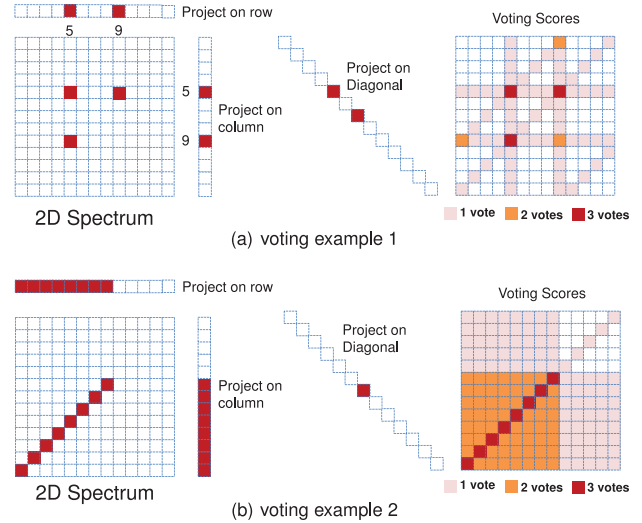 Project on row
5 9
Voting Scores
Project on
Diagonal
5
Project on
column
9
2D Spectrum
1 vote 2 votes 3 votes
(a) voting example 1
Project on row
Voting Scores
Project on
Diagonal
Project on
column
2D Spectrum
1 vote 2 votes 3 votes
(b) voting example 2